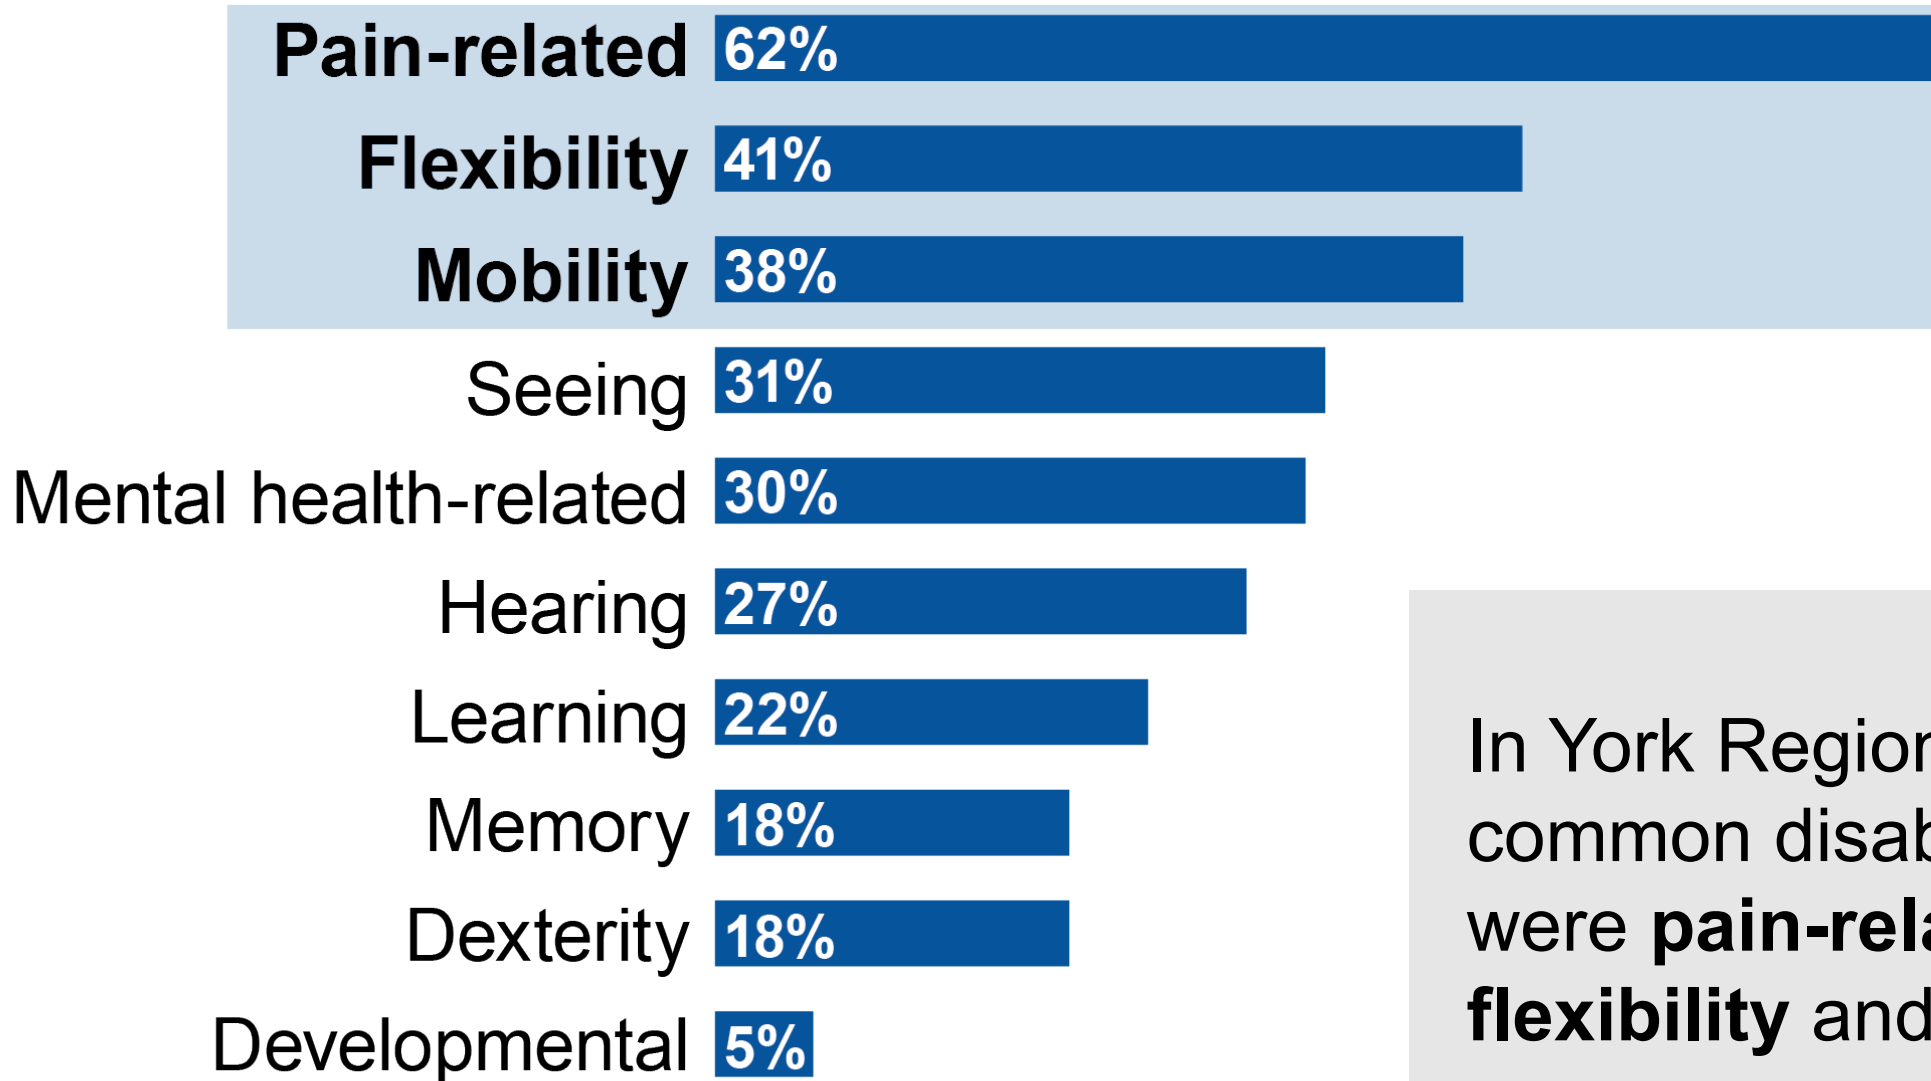 Pain-related 62%
Flexibility 41%
Mobility 38%
Seeing 31%
Mental health-related 30%
Hearing 27%
Learning 22%
Memory 18%
Dexterity 18%
Developmental 5%
In York Region
common
were
flexibility and